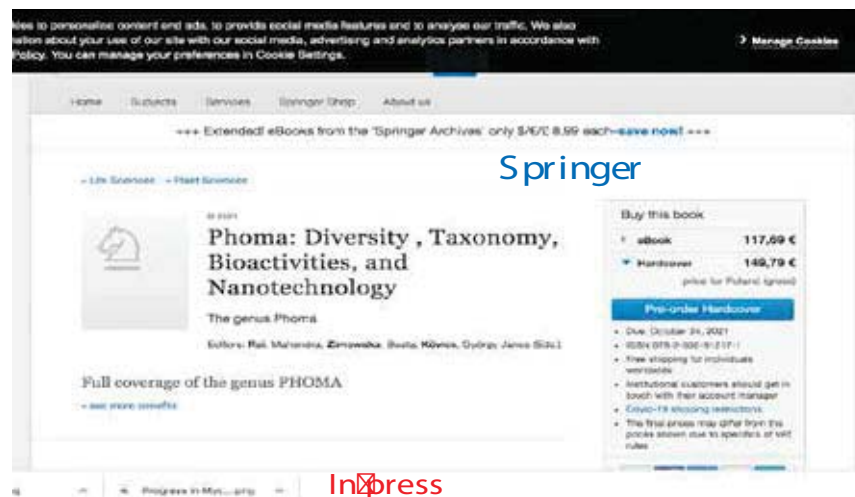 ies to personalise content and ads, to provide social media features and to analyse our traffic. We also
ation about your use of our site with our social media, advertising and analytics partners in accordance with
Policy. You can manage your preferences in Cookie Settings.
Manage Cookies
Home Subjects Services Springer Shop About us
+++ Extended! eBooks from the 'Springer Archives' only $/€/£ 8.99 each–save now! +++
Springer
» Life Sciences » Plant Sciences
© 2021
Phoma: Diversity , Taxonomy,
Bioactivities, and
Nanotechnology
The genus Phoma
Editors: Rai, Mahendra, Zimowska, Beata, Kövics, György János (Eds.)
Full coverage of the genus PHOMA
» see more benefits
Buy this book
eBook 117,69 €
Hardcover 149,79 €
price for Poland (gross)
Pre-order Hardcover
Due: October 24, 2021
Free shipping for individuals
worldwide
Institutional customers should get in
touch with their account manager
Covid-19 shipping restrictions
The final prices may differ from the
prices shown due to specifics of VAT
rules
Progress in Myc....png
In press